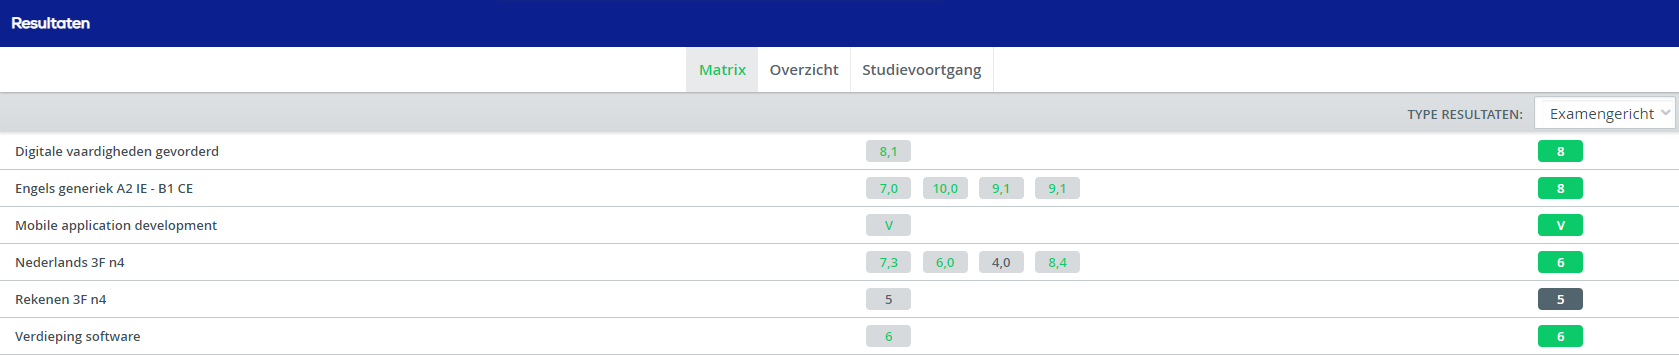 Resultaten
Matrix Overzicht Studievoortgang
TYPE RESULTATEN: Examengericht
Digitale vaardigheden gevorderd 8,1 8
Engels generiek A2 IE - B1 CE 7,0 10,0 9,1 9,1 8
Mobile application development V V
Nederlands 3F n4 7,3 6,0 4,0 8,4 6
Rekenen 3F n4 5 5
Verdieping software 6 6